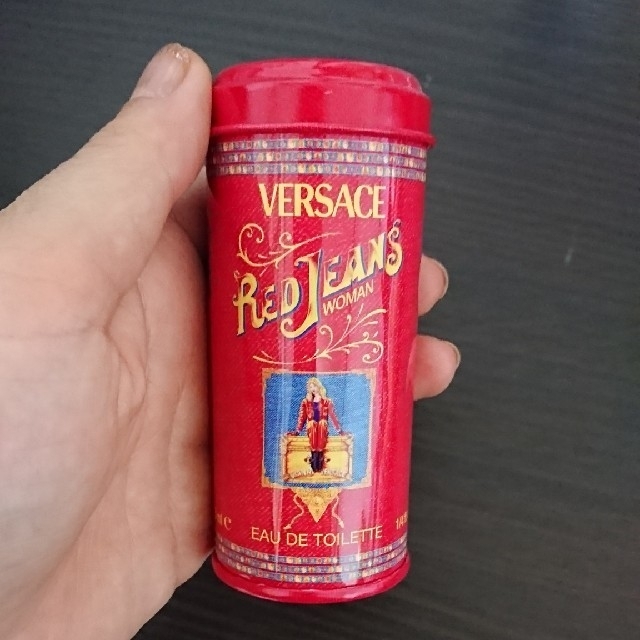 VERSACE
"RED JEANS"
WOMAN
EAU DE TOILETTE